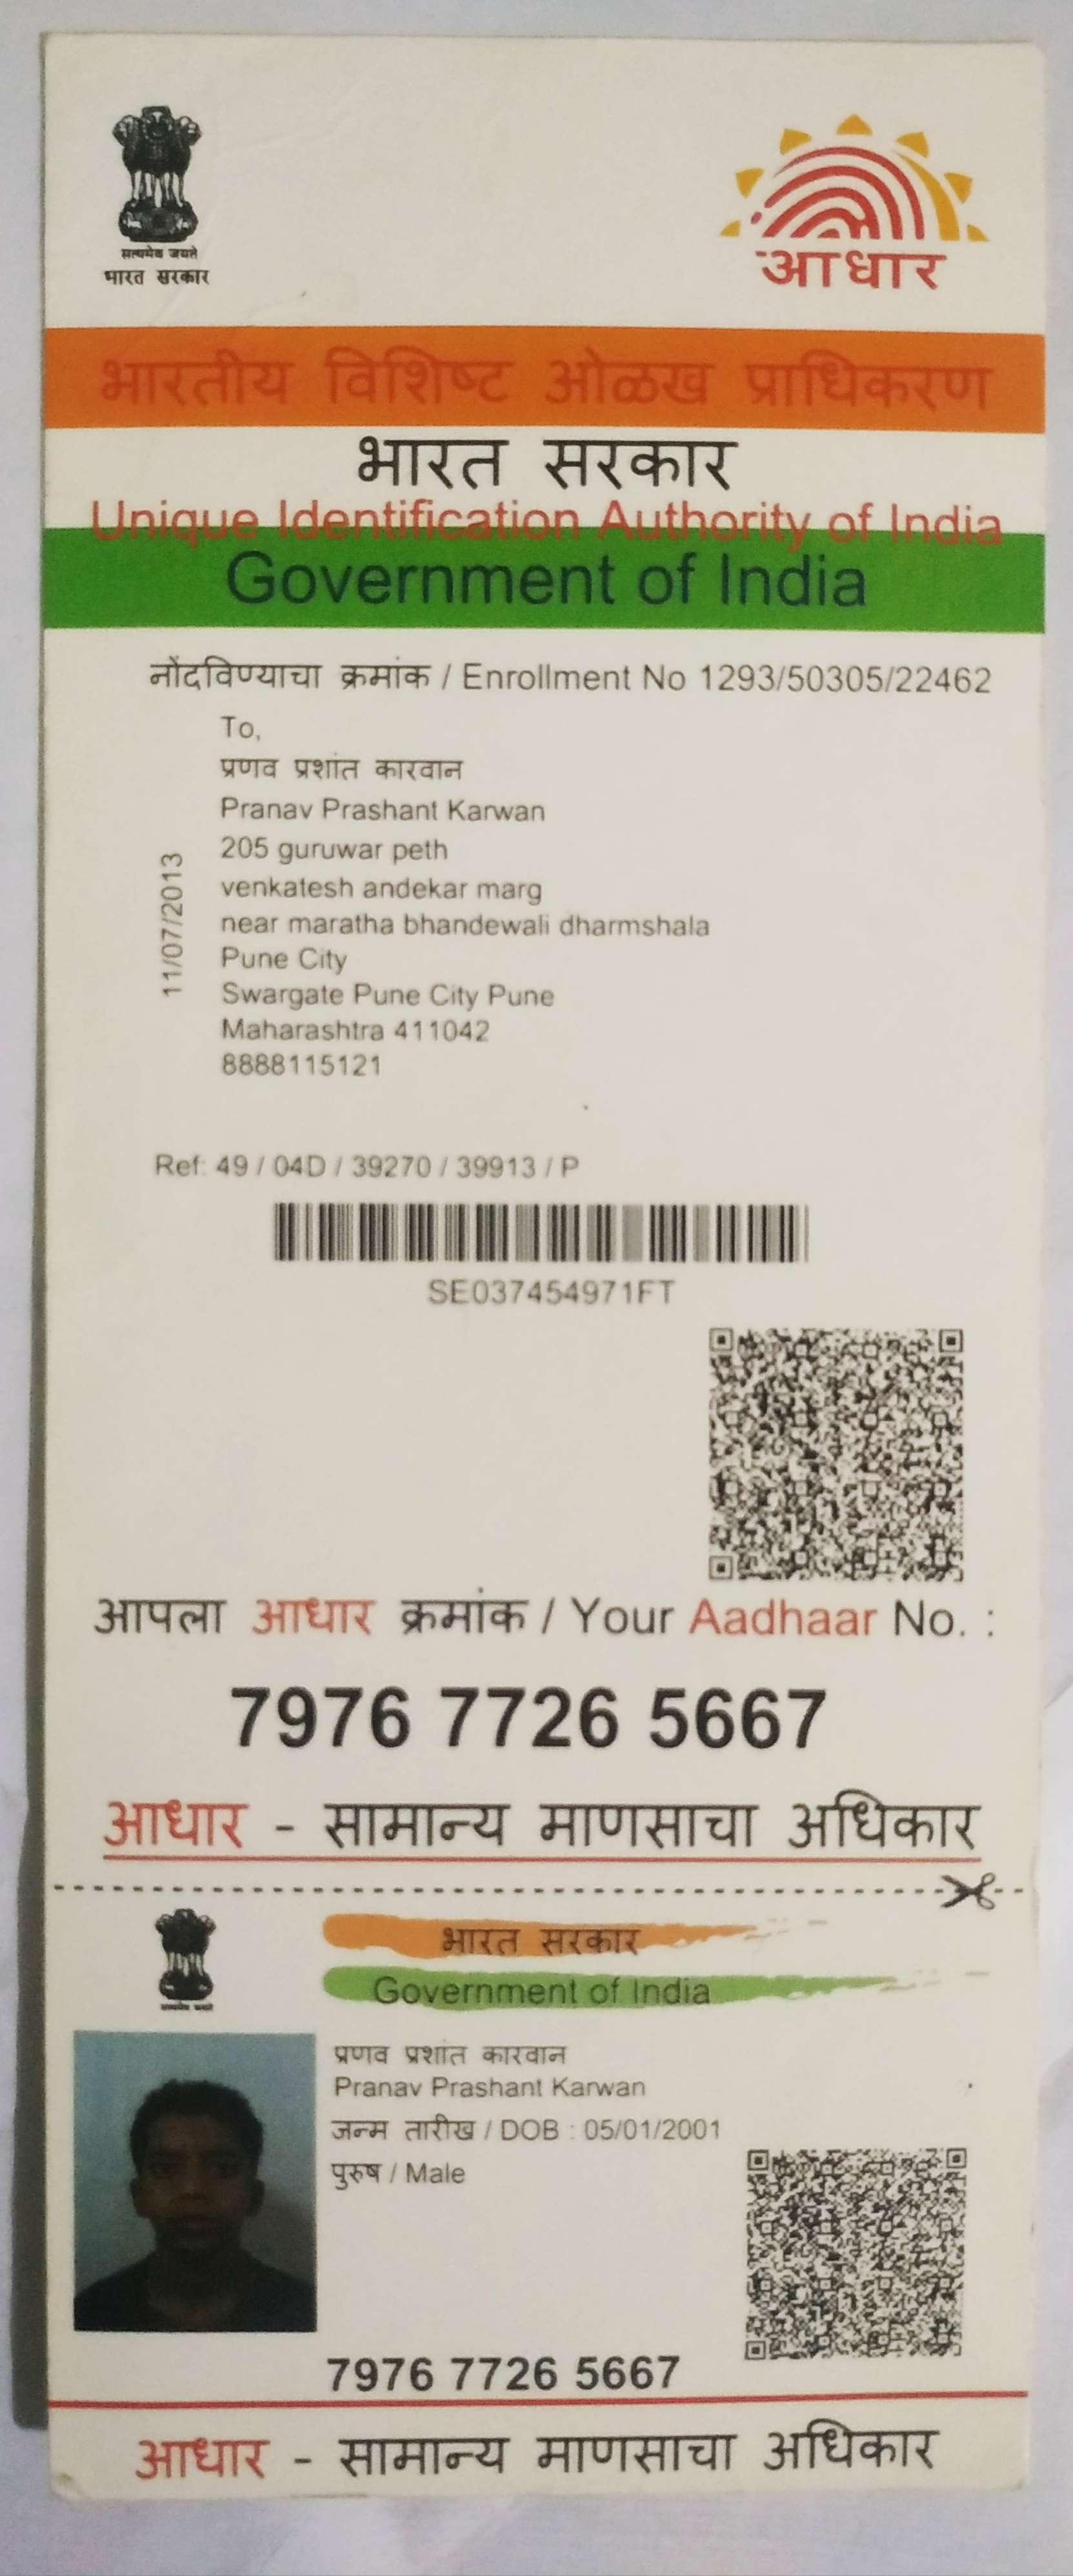 सत्यमेव जयते
भारत सरकार
आधार
भारतीय विशिष्ट ओळख प्राधिकरण
भारत सरकार
Unique Identification Authority of India
Government of India
नोंदविण्याचा क्रमांक / Enrollment No 1293/50305/22462
To,
प्रणव प्रशांत कारवान
Pranav Prashant Karwan
205 guruwar peth
venkatesh andekar marg
near maratha bhandewali dharmshala
Pune City
Swargate Pune City Pune
Maharashtra 411042
8888115121
11/07/2013
Ref: 49 / 04D / 39270 / 39913 / P
SE037454971FT
आपला आधार क्रमांक / Your Aadhaar No. :
7976 7726 5667
आधार - सामान्य माणसाचा अधिकार
भारत सरकार
Government of India
प्रणव प्रशांत कारवान
Pranav Prashant Karwan
जन्म तारीख / DOB : 05/01/2001
पुरुष / Male
7976 7726 5667
आधार - सामान्य माणसाचा अधिकार